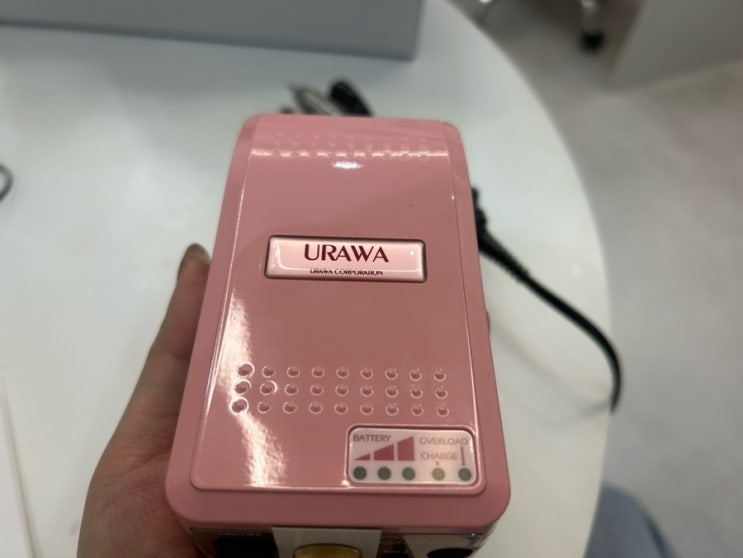 URAWA
URAWA CORPORATION
BATTERY
OVERLOAD
CHARGE